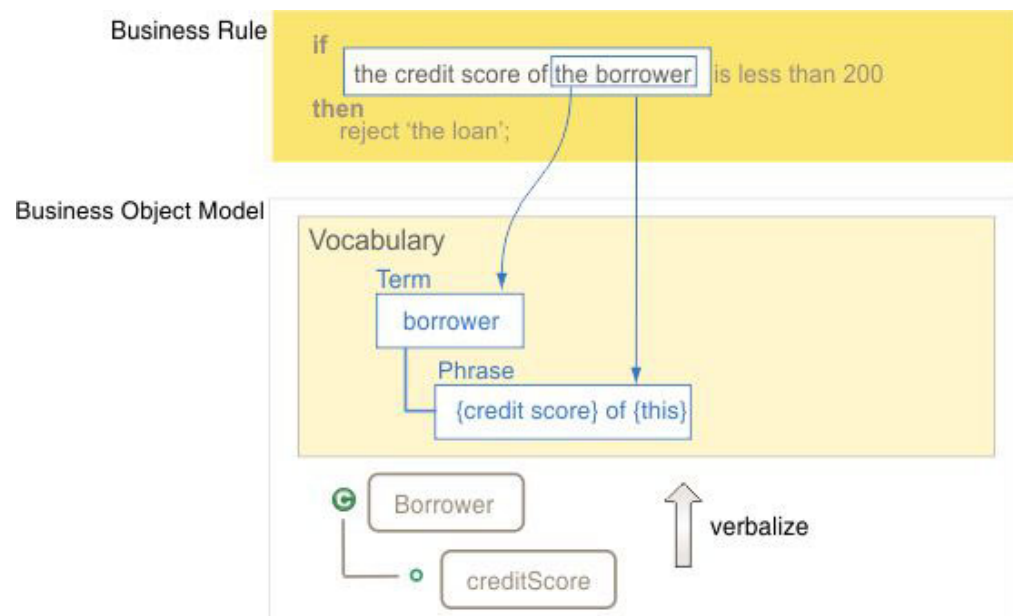 Business Rule
if
the credit score of the borrower is less than 200
then
reject ‘the loan’;
Business Object Model
Vocabulary
Term
borrower
Phrase
{credit score} of {this}
C
Borrower
verbalize
creditScore